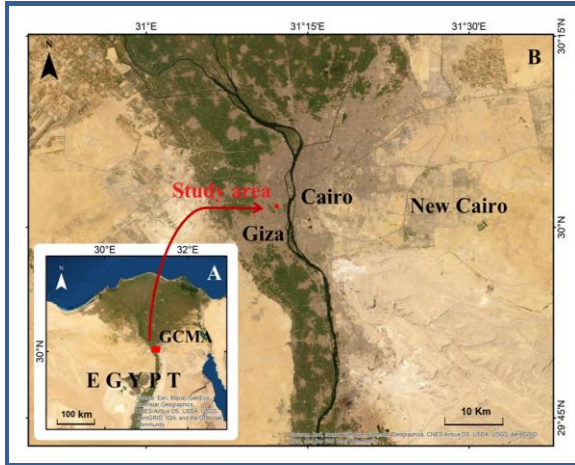 31°E 31°15'E 31°30'E
30°15'N
N
B
Study area
Cairo
New Cairo
Giza
30°N
30°E 32°E
N
A
GCMA
30°N
E G Y P T
100 Km
10 Km
29°45'N